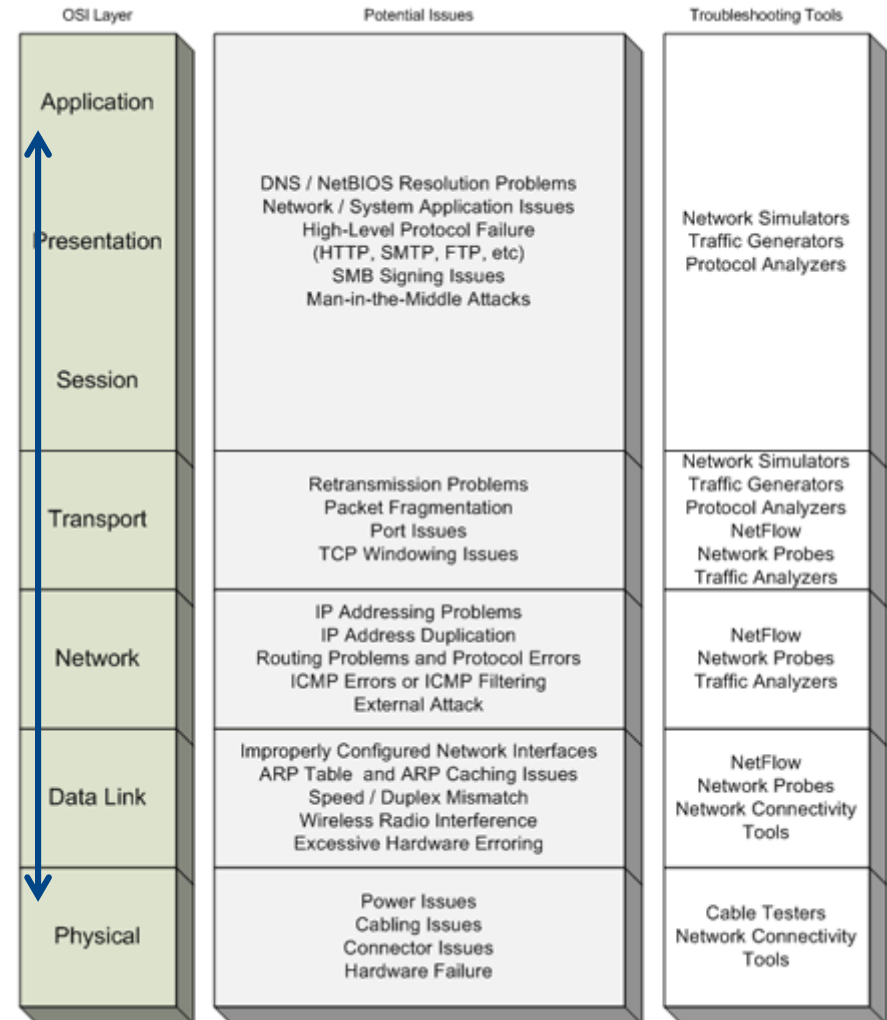 OSI Layer
Potential Issues
Troubleshooting Tools
Application
Presentation
Session
DNS / NetBIOS Resolution Problems
Network / System Application Issues
High-Level Protocol Failure
(HTTP, SMTP, FTP, etc)
SMB Signing Issues
Man-in-the-Middle Attacks
Network Simulators
Traffic Generators
Protocol Analyzers
Transport
Retransmission Problems
Packet Fragmentation
Port Issues
TCP Windowing Issues
Network Simulators
Traffic Generators
Protocol Analyzers
NetFlow
Network Probes
Traffic Analyzers
Network
IP Addressing Problems
IP Address Duplication
Routing Problems and Protocol Errors
ICMP Errors or ICMP Filtering
External Attack
NetFlow
Network Probes
Traffic Analyzers
Data Link
Improperly Configured Network Interfaces
ARP Table and ARP Caching Issues
Speed / Duplex Mismatch
Wireless Radio Interference
Excessive Hardware Erroring
NetFlow
Network Probes
Network Connectivity
Tools
Physical
Power Issues
Cabling Issues
Connector Issues
Hardware Failure
Cable Testers
Network Connectivity
Tools